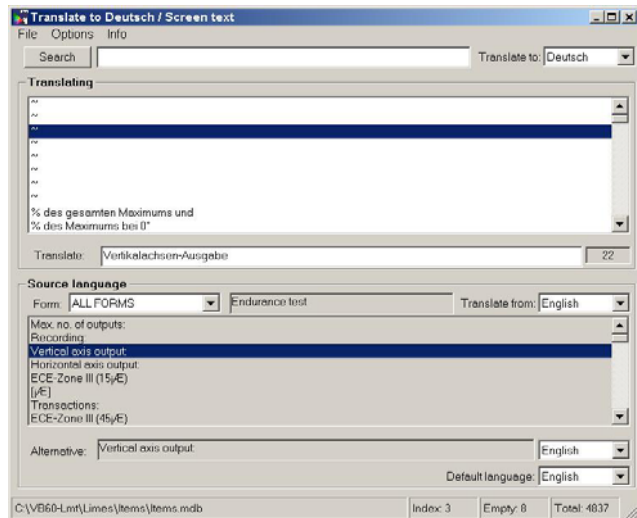 Translate to Deutsch / Screen text
File Options Info
Search Translate to: Deutsch
Translating
~
~
~
~
~
~
~
~
% des gesamten Maximums und
% des Maximums bei 0°
Translate: Vertikalachsen-Ausgabe 22
Source language
Form: ALL FORMS Endurance test Translate from: English
Max. no. of outputs:
Recording:
Vertical axis output:
Horizontal axis output:
ECE-Zone III (15µÆ)
[µÆ]
Transactions:
ECE-Zone III (45µÆ)
Alternative: Vertical axis output: English
Default language: English
C:\VB60-Lmt\Limes\Items\Items.mdb Index: 3 Empty: 8 Total: 4837